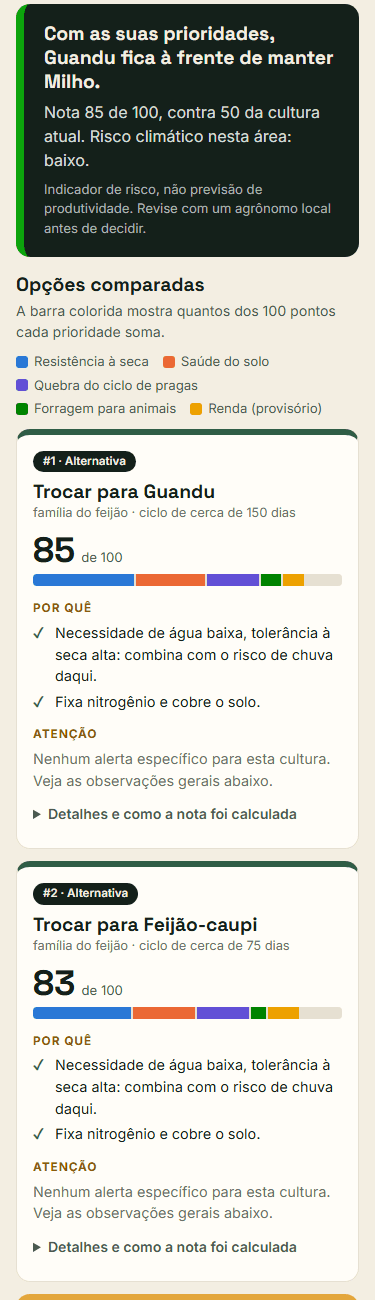 Com as suas prioridades,
Guandu fica à frente de manter
Milho.
Nota 85 de 100, contra 50 da cultura
atual. Risco climático nesta área:
baixo.
Indicador de risco, não previsão de
produtividade. Revise com um agrônomo local
antes de decidir.
Opções comparadas
A barra colorida mostra quantos dos 100 pontos
cada prioridade soma.
Resistência à seca Saúde do solo
Quebra do ciclo de pragas
Forragem para animais Renda (provisório)
#1 · Alternativa
Trocar para Guandu
família do feijão · ciclo de cerca de 150 dias
85 de 100
POR QUÊ
✓ Necessidade de água baixa, tolerância à
seca alta: combina com o risco de chuva
daqui.
✓ Fixa nitrogênio e cobre o solo.
ATENÇÃO
Nenhum alerta específico para esta cultura.
Veja as observações gerais abaixo.
▶ Detalhes e como a nota foi calculada
#2 · Alternativa
Trocar para Feijão-caupi
família do feijão · ciclo de cerca de 75 dias
83 de 100
POR QUÊ
✓ Necessidade de água baixa, tolerância à
seca alta: combina com o risco de chuva
daqui.
✓ Fixa nitrogênio e cobre o solo.
ATENÇÃO
Nenhum alerta específico para esta cultura.
Veja as observações gerais abaixo.
▶ Detalhes e como a nota foi calculada